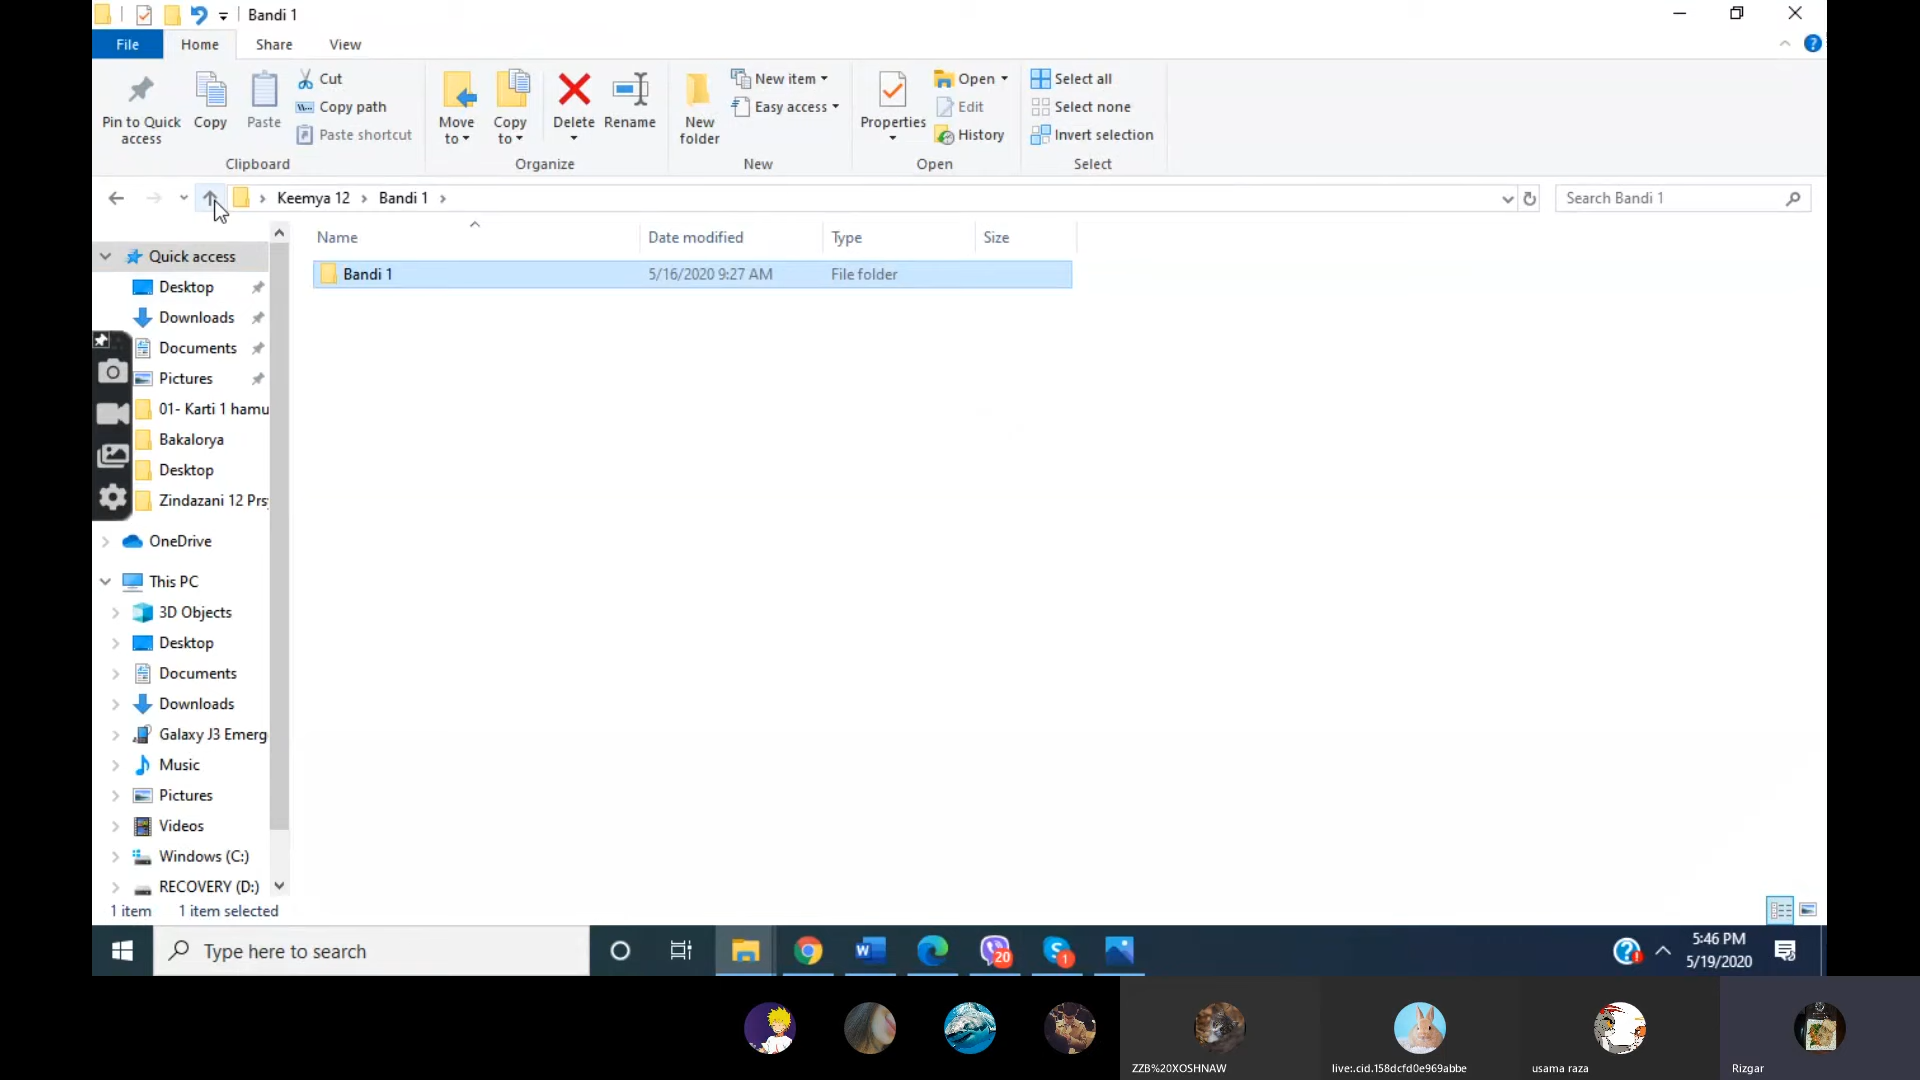 Bandi 1
File Home Share View
Pin to Quick access
Copy
Paste
Cut
Copy path
Paste shortcut
Clipboard
Move to
Copy to
Delete
Rename
Organize
New folder
New item
Easy access
New
Properties
Open
Edit
History
Open
Select all
Select none
Invert selection
Select
Keemya 12 Bandi 1
Search Bandi 1
Name Date modified Type Size
Bandi 1 5/16/2020 9:27 AM File folder
Quick access
Desktop
Downloads
Documents
Pictures
01- Karti 1 hamu
Bakalorya
Desktop
Zindazani 12 Prs
OneDrive
This PC
3D Objects
Desktop
Documents
Downloads
Galaxy J3 Emerg
Music
Pictures
Videos
Windows (C:)
RECOVERY (D:)
1 item 1 item selected
Type here to search
20
1
5:46 PM
5/19/2020
ZZB%20XOSHNAW
live:.cid.158dcfd0e969abbe
usama raza
Rizgar